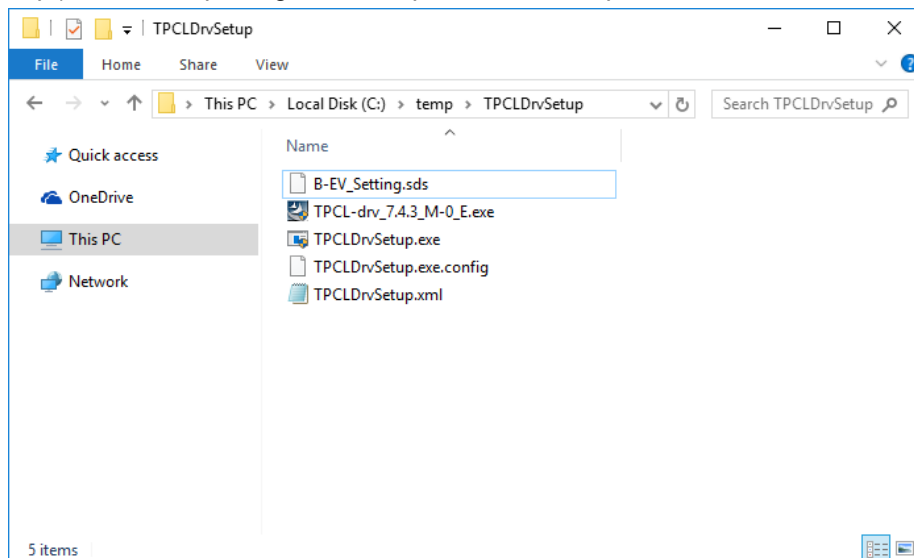 TPCLDrvSetup
File Home Share View
This PC > Local Disk (C:) > temp > TPCLDrvSetup
Search TPCLDrvSetup
Quick access
OneDrive
This PC
Network
Name
B-EV_Setting.sds
TPCL-drv_7.4.3_M-0_E.exe
TPCLDrvSetup.exe
TPCLDrvSetup.exe.config
TPCLDrvSetup.xml
5 items